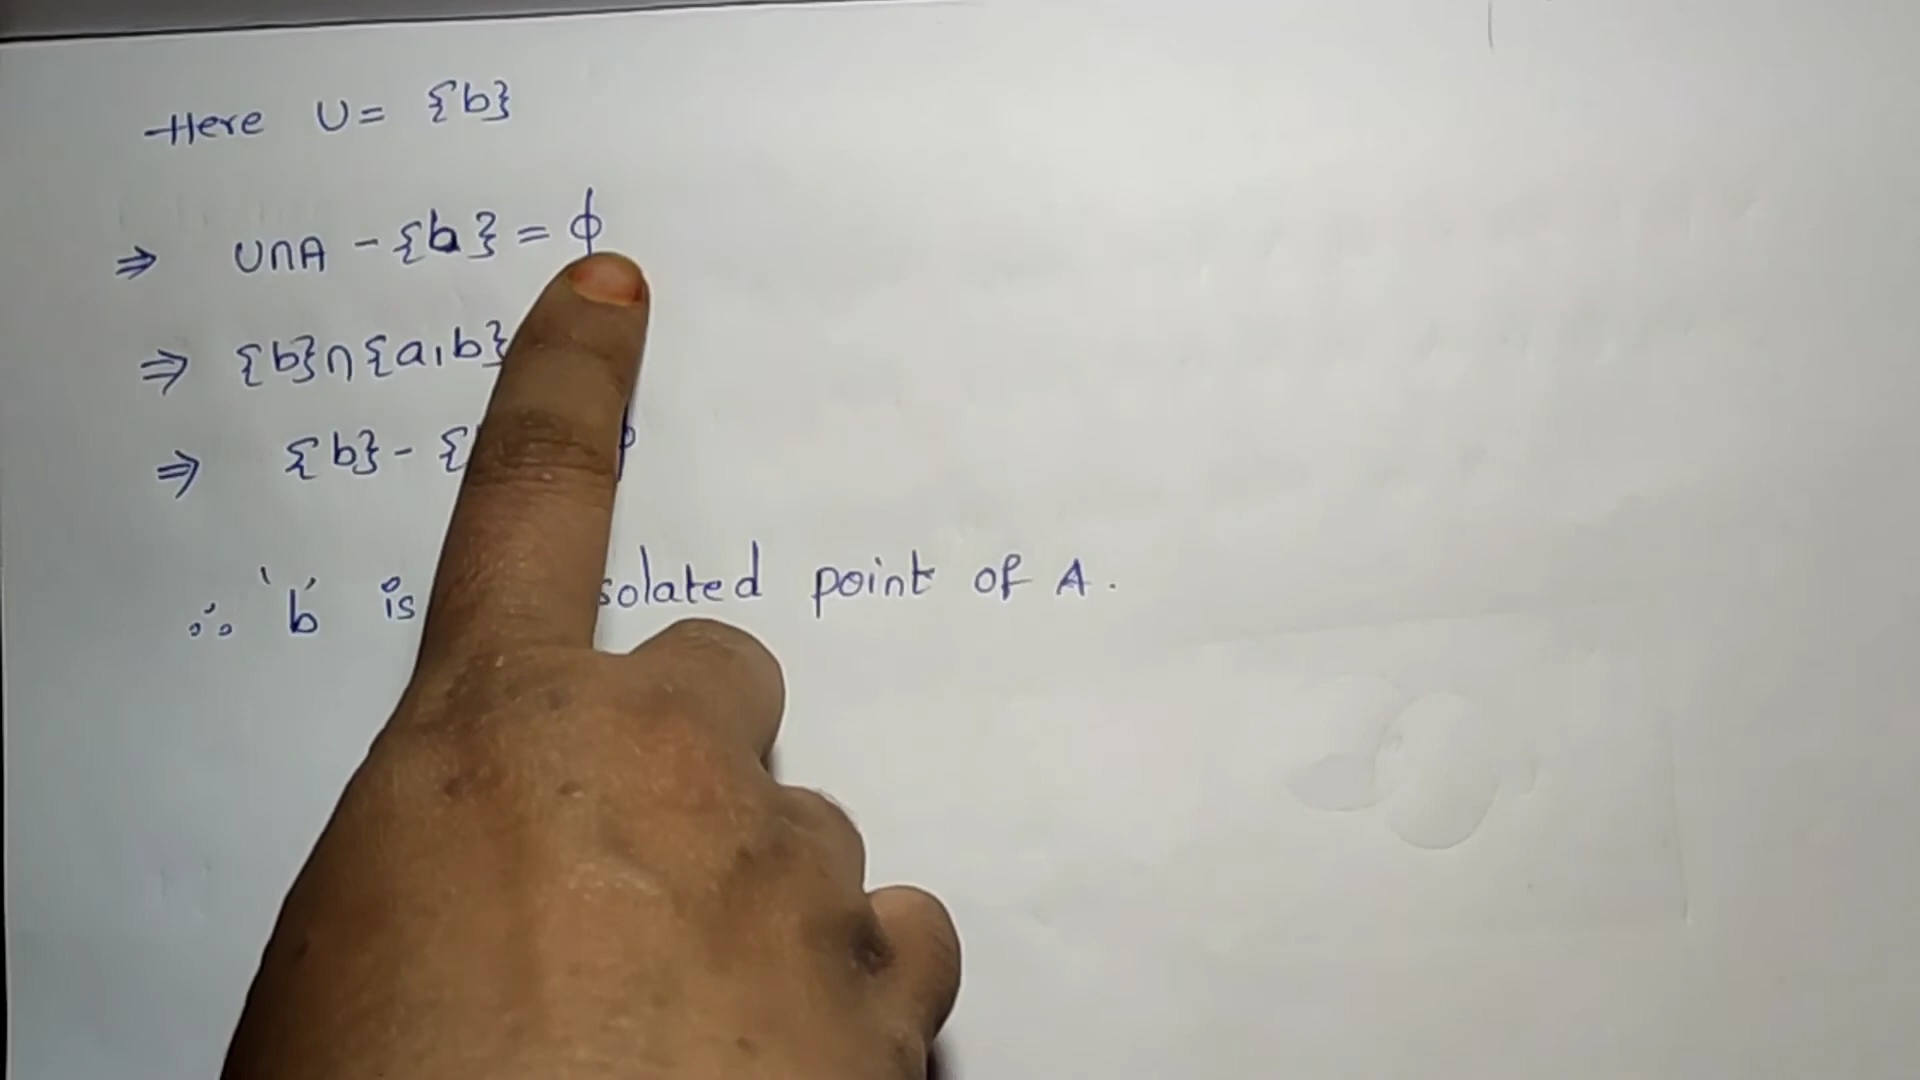 Here U = {b}
⇒ U∩A - {b} = ϕ
⇒ {b}∩{a,b}
⇒ {b} - {
∴ 'b' is solated point of A.